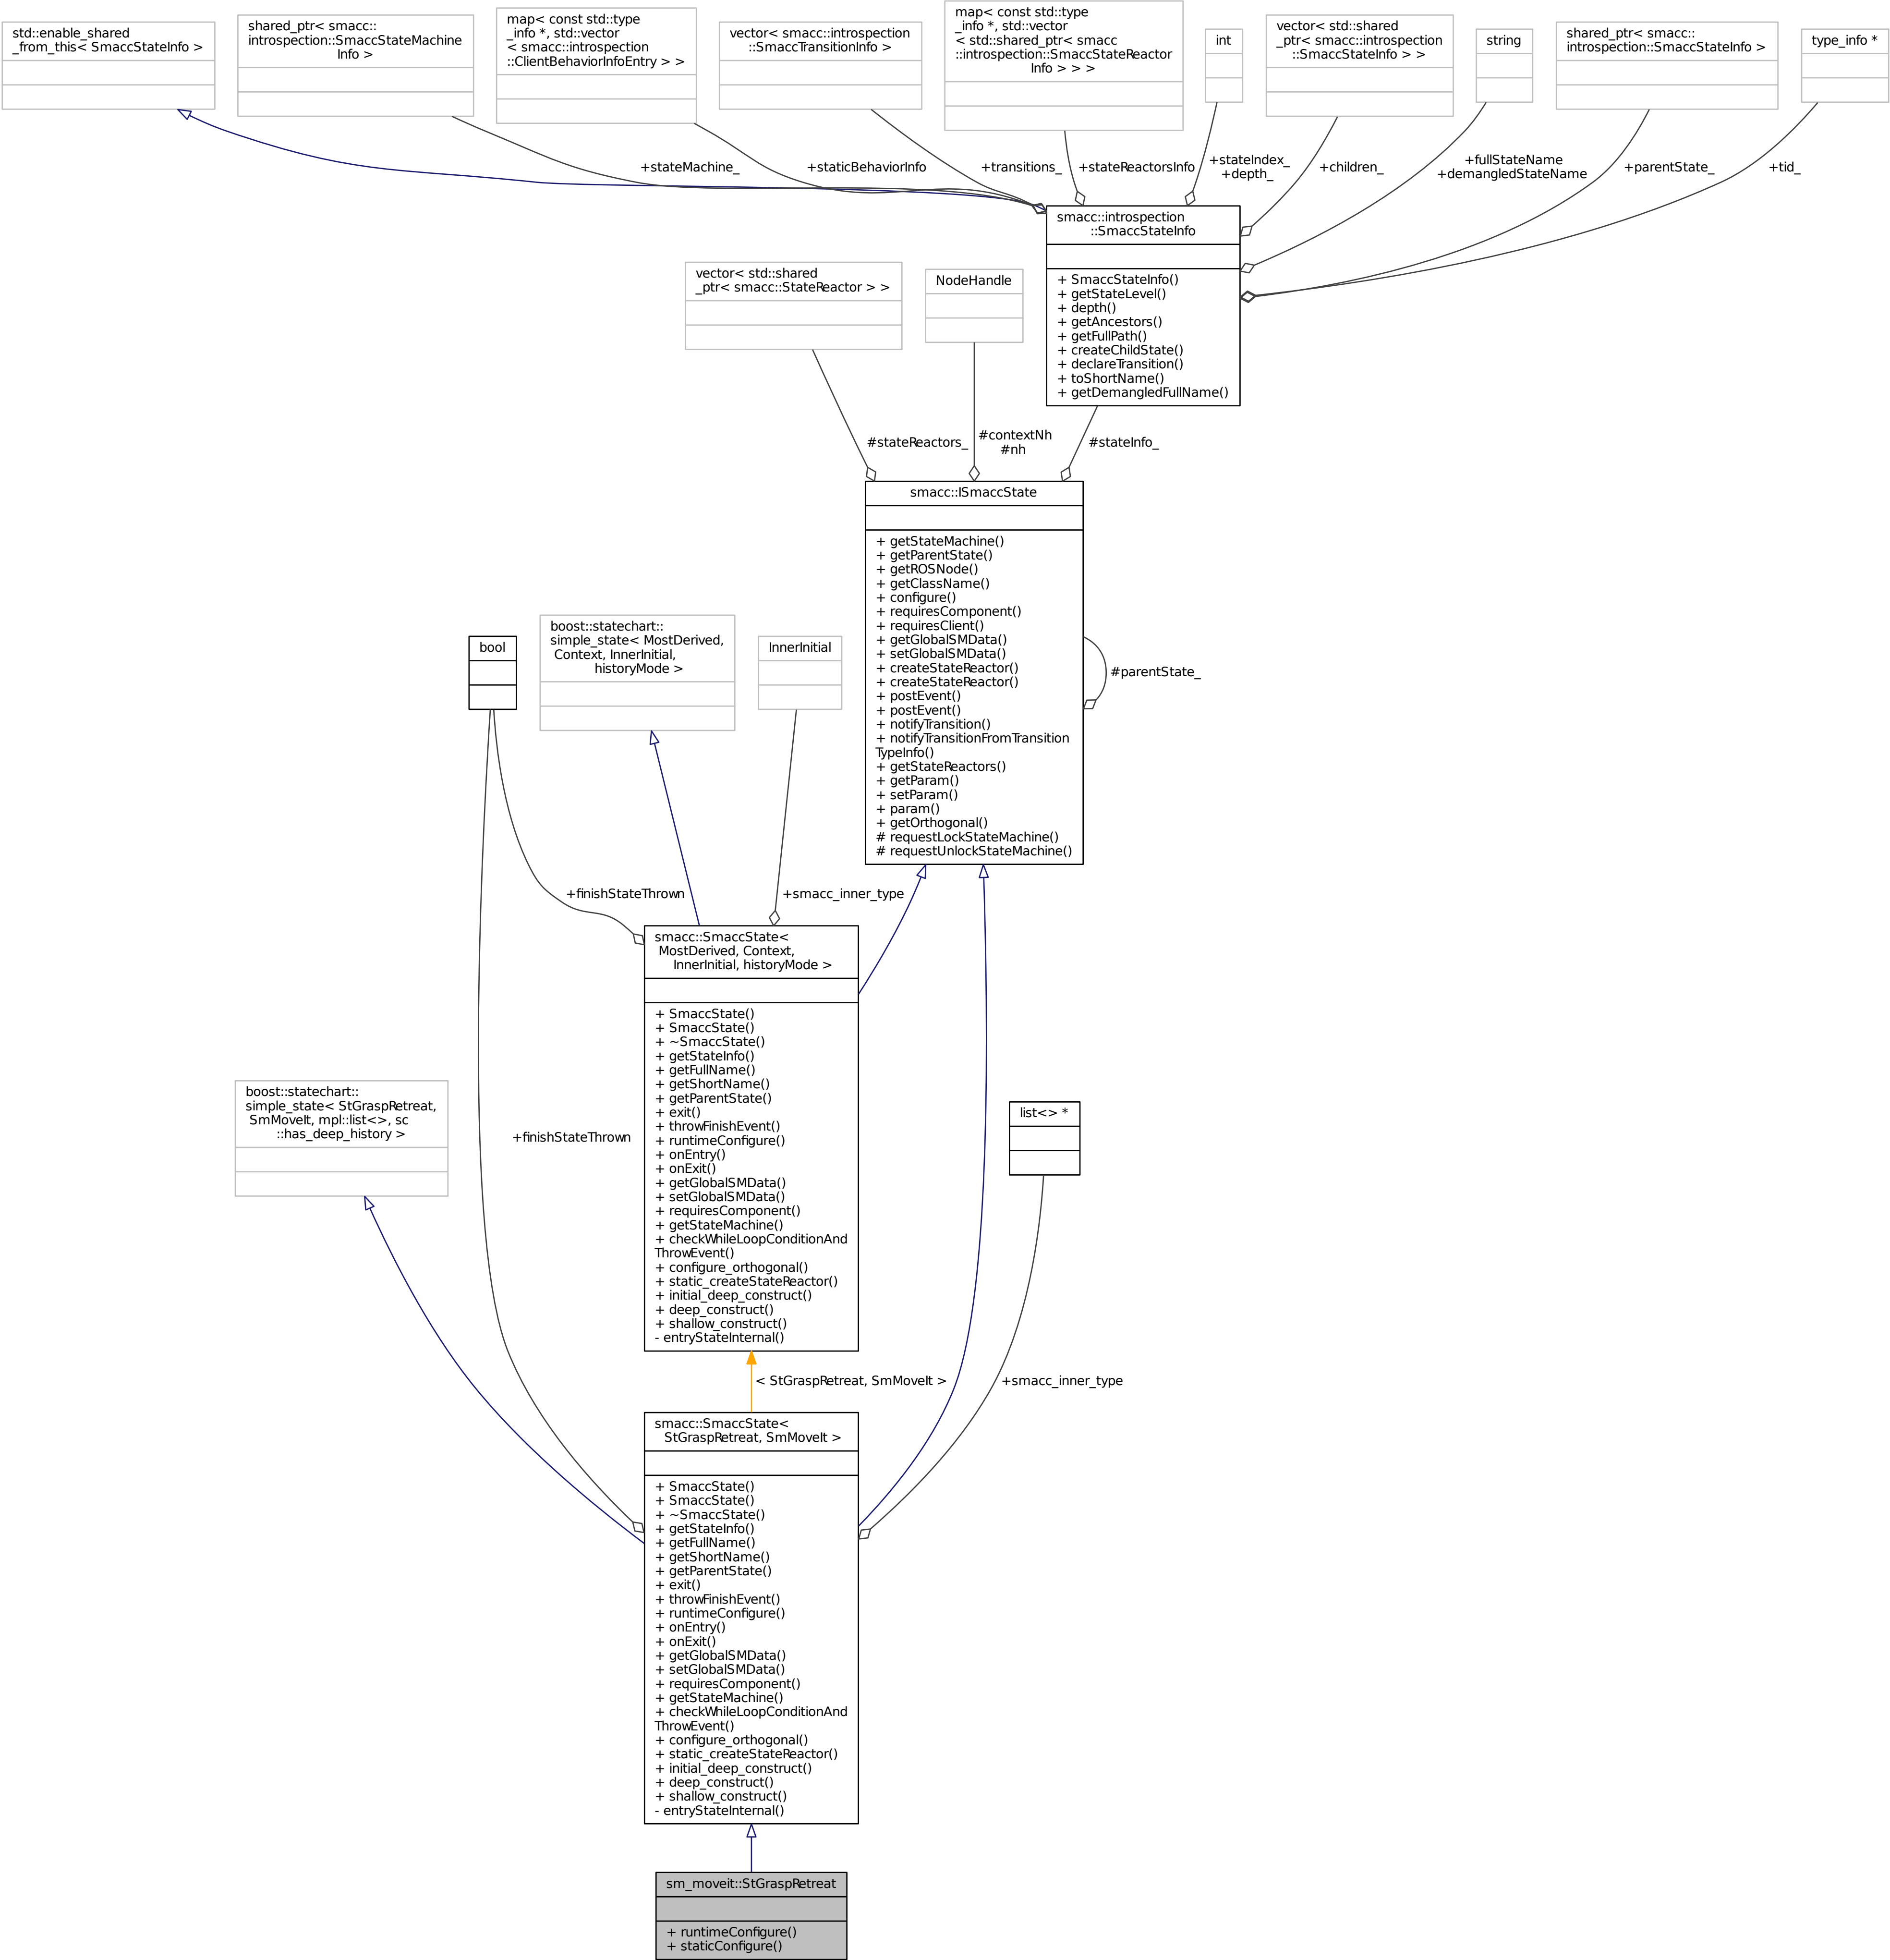 std::enable_shared
_from_this< SmaccStateInfo >
shared_ptr< smacc::
introspection::SmaccStateMachine
Info >
map< const std::type
_info *, std::vector
< smacc::introspection
::ClientBehaviorInfoEntry > >
vector< smacc::introspection
::SmaccTransitionInfo >
map< const std::type
_info *, std::vector
< std::shared_ptr< smacc
::introspection::SmaccStateReactor
Info > > >
int
vector< std::shared
_ptr< smacc::introspection
::SmaccStateInfo > >
string
shared_ptr< smacc::
introspection::SmaccStateInfo >
type_info *
+stateMachine_
+staticBehaviorInfo
+transitions_
+stateReactorsInfo
+stateIndex_
+depth_
+children_
+fullStateName
+demangledStateName
+parentState_
+tid_
smacc::introspection
::SmaccStateInfo
+ SmaccStateInfo()
+ getStateLevel()
+ depth()
+ getAncestors()
+ getFullPath()
+ createChildState()
+ declareTransition()
+ toShortName()
+ getDemangledFullName()
vector< std::shared
_ptr< smacc::StateReactor > >
NodeHandle
#stateReactors_
#contextNh
#nh
#stateInfo_
smacc::ISmaccState
+ getStateMachine()
+ getParentState()
+ getROSNode()
+ getClassName()
+ configure()
+ requiresComponent()
+ requiresClient()
+ getGlobalSMData()
+ setGlobalSMData()
+ createStateReactor()
+ createStateReactor()
+ postEvent()
+ postEvent()
+ notifyTransition()
+ notifyTransitionFromTransition
TypeInfo()
+ getStateReactors()
+ getParam()
+ setParam()
+ param()
+ getOrthogonal()
# requestLockStateMachine()
# requestUnlockStateMachine()
#parentState_
bool
boost::statechart::
simple_state< MostDerived,
Context, InnerInitial,
historyMode >
InnerInitial
+finishStateThrown
+smacc_inner_type
smacc::SmaccState<
MostDerived, Context,
InnerInitial, historyMode >
+ SmaccState()
+ SmaccState()
+ ~SmaccState()
+ getStateInfo()
+ getFullName()
+ getShortName()
+ getParentState()
+ exit()
+ throwFinishEvent()
+ runtimeConfigure()
+ onEntry()
+ onExit()
+ getGlobalSMData()
+ setGlobalSMData()
+ requiresComponent()
+ getStateMachine()
+ checkWhileLoopConditionAnd
ThrowEvent()
+ configure_orthogonal()
+ static_createStateReactor()
+ initial_deep_construct()
+ deep_construct()
+ shallow_construct()
- entryStateInternal()
boost::statechart::
simple_state< StGraspRetreat,
SmMoveIt, mpl::list<>, sc
::has_deep_history >
+finishStateThrown
list<> *
< StGraspRetreat, SmMoveIt >
+smacc_inner_type
smacc::SmaccState<
StGraspRetreat, SmMoveIt >
+ SmaccState()
+ SmaccState()
+ ~SmaccState()
+ getStateInfo()
+ getFullName()
+ getShortName()
+ getParentState()
+ exit()
+ throwFinishEvent()
+ runtimeConfigure()
+ onEntry()
+ onExit()
+ getGlobalSMData()
+ setGlobalSMData()
+ requiresComponent()
+ getStateMachine()
+ checkWhileLoopConditionAnd
ThrowEvent()
+ configure_orthogonal()
+ static_createStateReactor()
+ initial_deep_construct()
+ deep_construct()
+ shallow_construct()
- entryStateInternal()
sm_moveit::StGraspRetreat
+ runtimeConfigure()
+ staticConfigure()